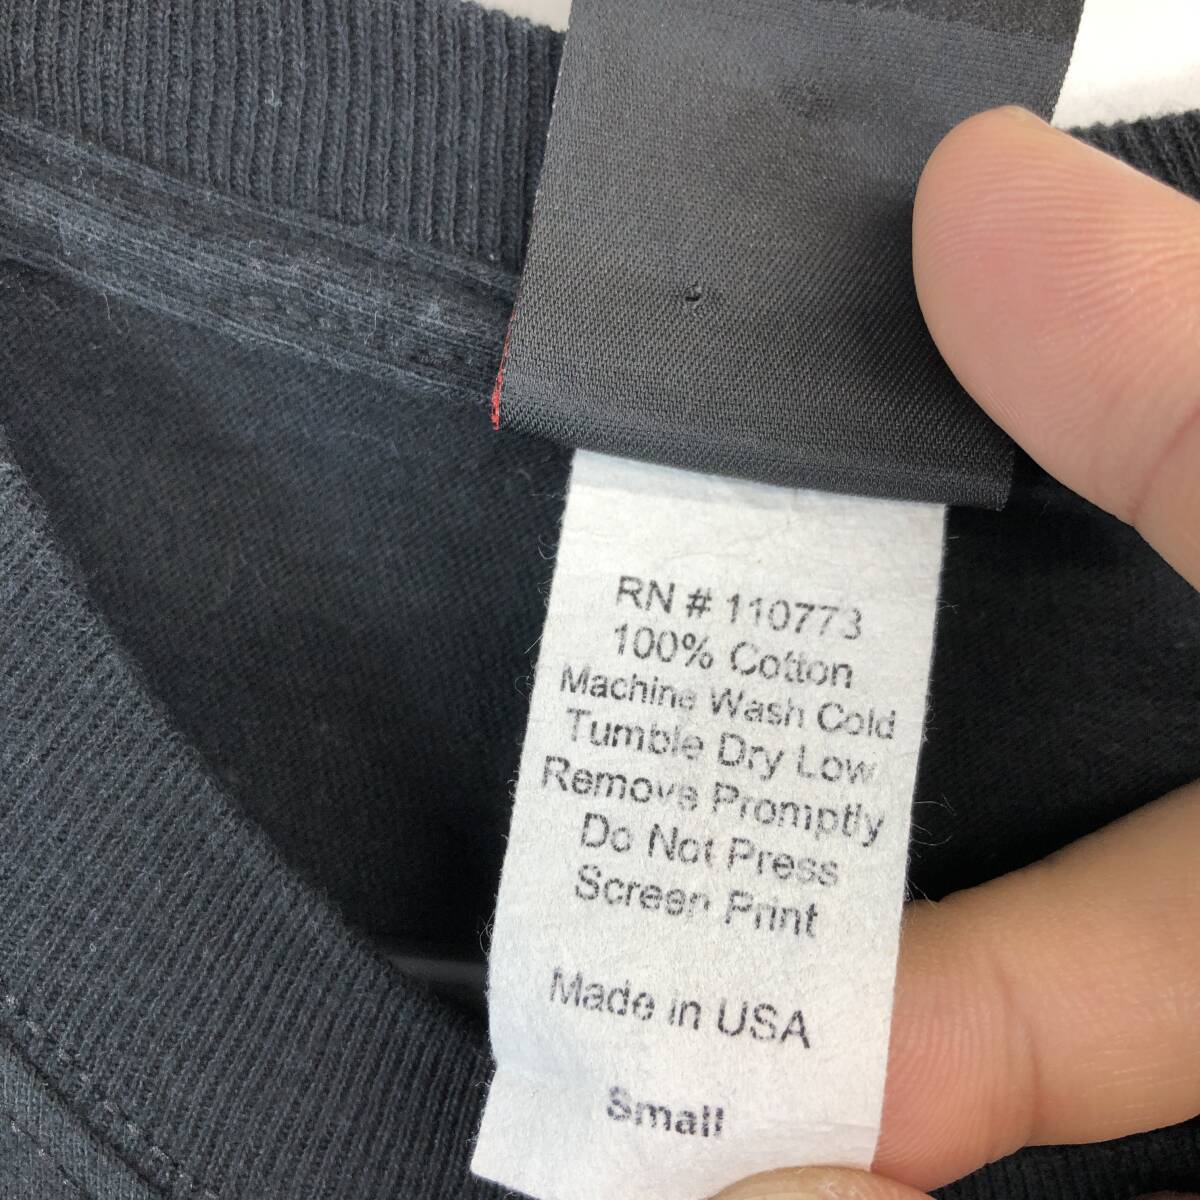 RN # 110773
100% Cotton
Machine Wash Cold
Tumble Dry Low
Remove Promptly
Do Not Press
Screen Print
Made in USA
Small